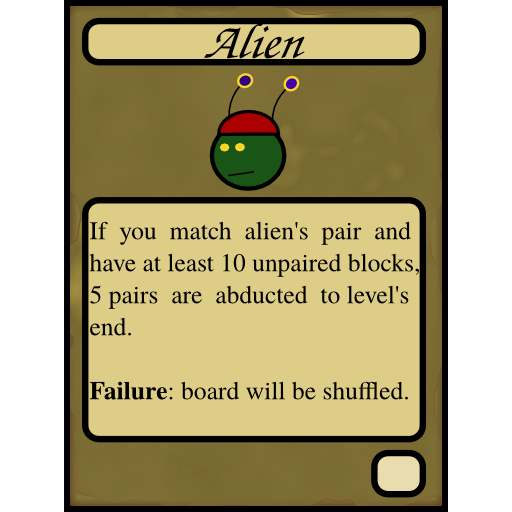 Alien
If you match alien's pair and
have at least 10 unpaired blocks,
5 pairs are abducted to level's
end.
Failure: board will be shuffled.